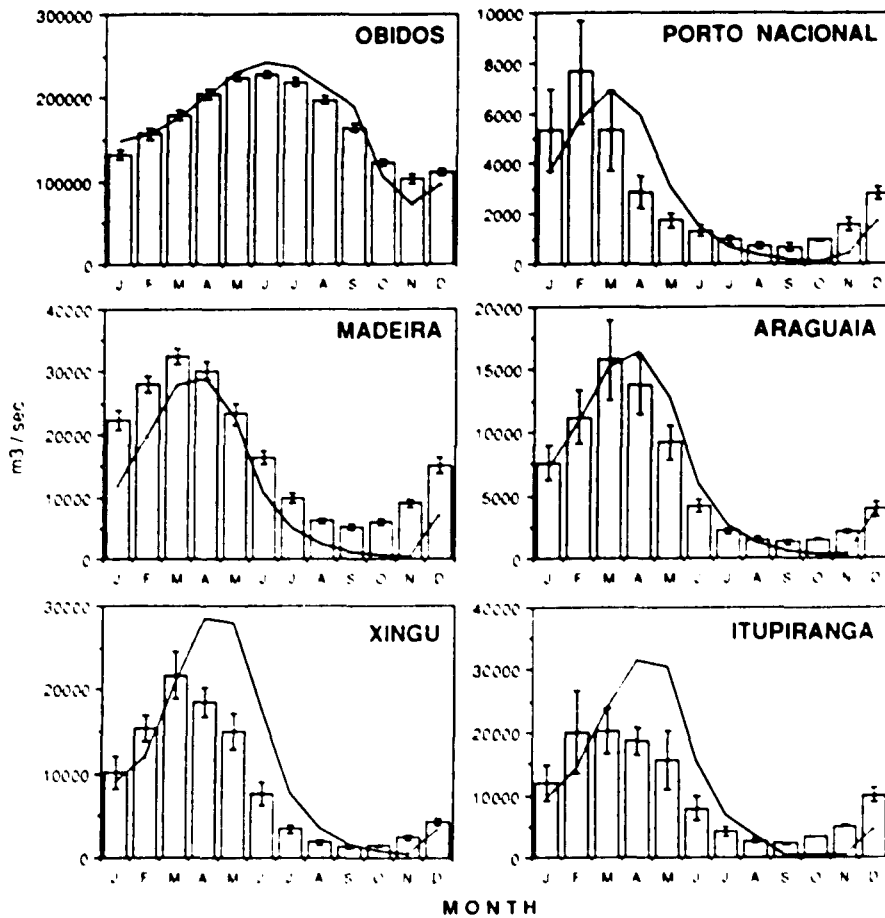 OBIDOS
300000
200000
100000
0
J F M A M J J A S O N D
PORTO NACIONAL
10000
8000
6000
4000
2000
0
J F M A M J J A S O N D
MADEIRA
40000
30000
20000
10000
0
J F M A M J J A S O N D
ARAGUAIA
20000
15000
10000
5000
0
J F M A M J J A S O N D
m3 / sec
XINGU
30000
20000
10000
0
J F M A M J J A S O N D
ITUPIRANGA
40000
30000
20000
10000
0
J F M A M J J A S O N D
MONTH